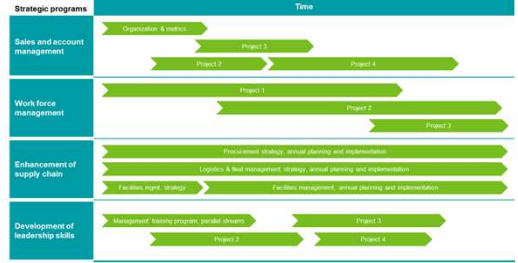 Strategic programs
Time
Sales and account
management
Organization & metrics
Project 3
Project 2
Project 4
Work force
management
Project 1
Project 2
Project 3
Enhancement of
supply chain
Procurement strategy, annual planning and implementation
Logistics & fleet management strategy, annual planning and implementation
Facilities mgmt. strategy
Facilities management, annual planning and implementation
Development of
leadership skills
Management training program, parallel streams
Project 3
Project 2
Project 4